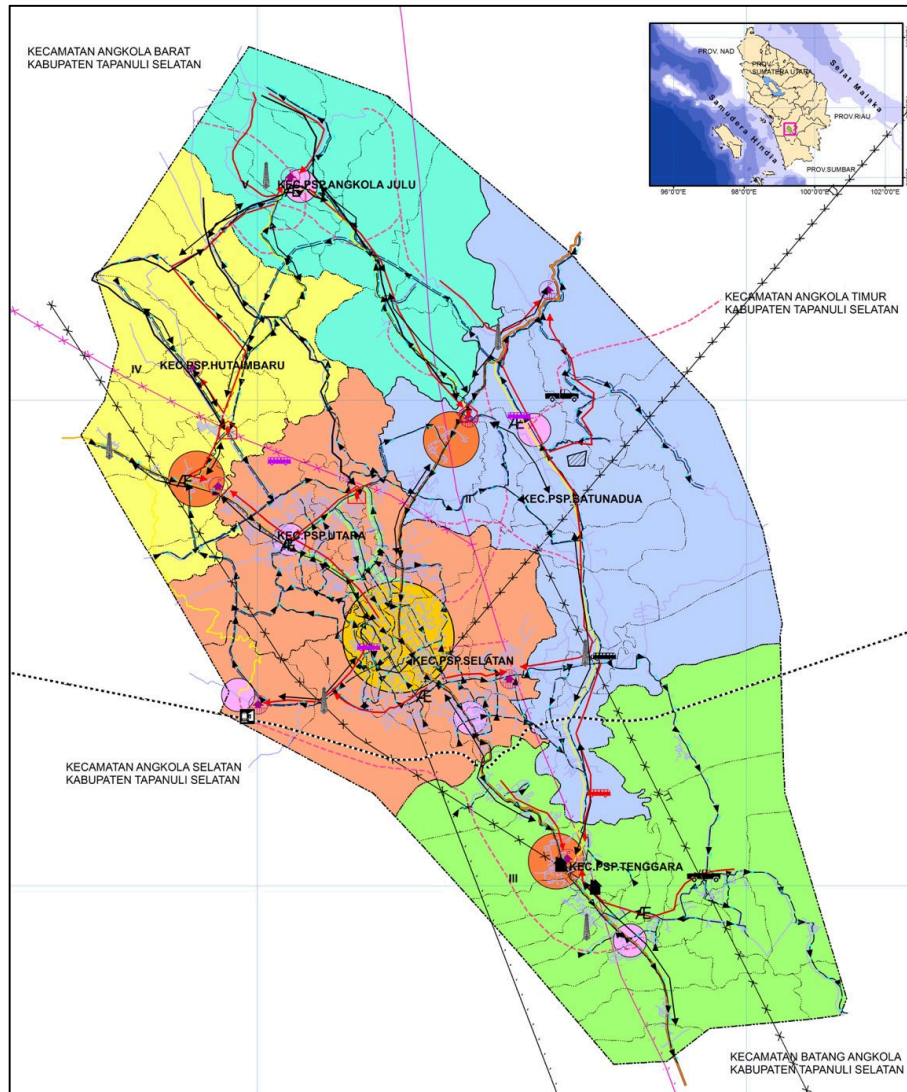 KECAMATAN ANGKOLA BARAT
KABUPATEN TAPANULI SELATAN
PROV. NAD
PROV.
SUMATERA UTARA
Selat Malaka
Samudera Hindia
PROV.RIAU
PROV.SUMBAR
96°0'0"E
98°0'0"E
100°0'0"E
102°0'0"E
V
KEC.PSP.ANGKOLA JULU
KECAMATAN ANGKOLA TIMUR
KABUPATEN TAPANULI SELATAN
IV
KEC.PSP.HUTAIMBARU
Æ
Æ
II
KEC.PSP.BATUNADUA
KEC.PSP.UTARA
Æ
I
KEC.PSP.SELATAN
Æ
KECAMATAN ANGKOLA SELATAN
KABUPATEN TAPANULI SELATAN
KEC.PSP.TENGGARA
III
Æ
KECAMATAN BATANG ANGKOLA
KABUPATEN TAPANULI SELATAN